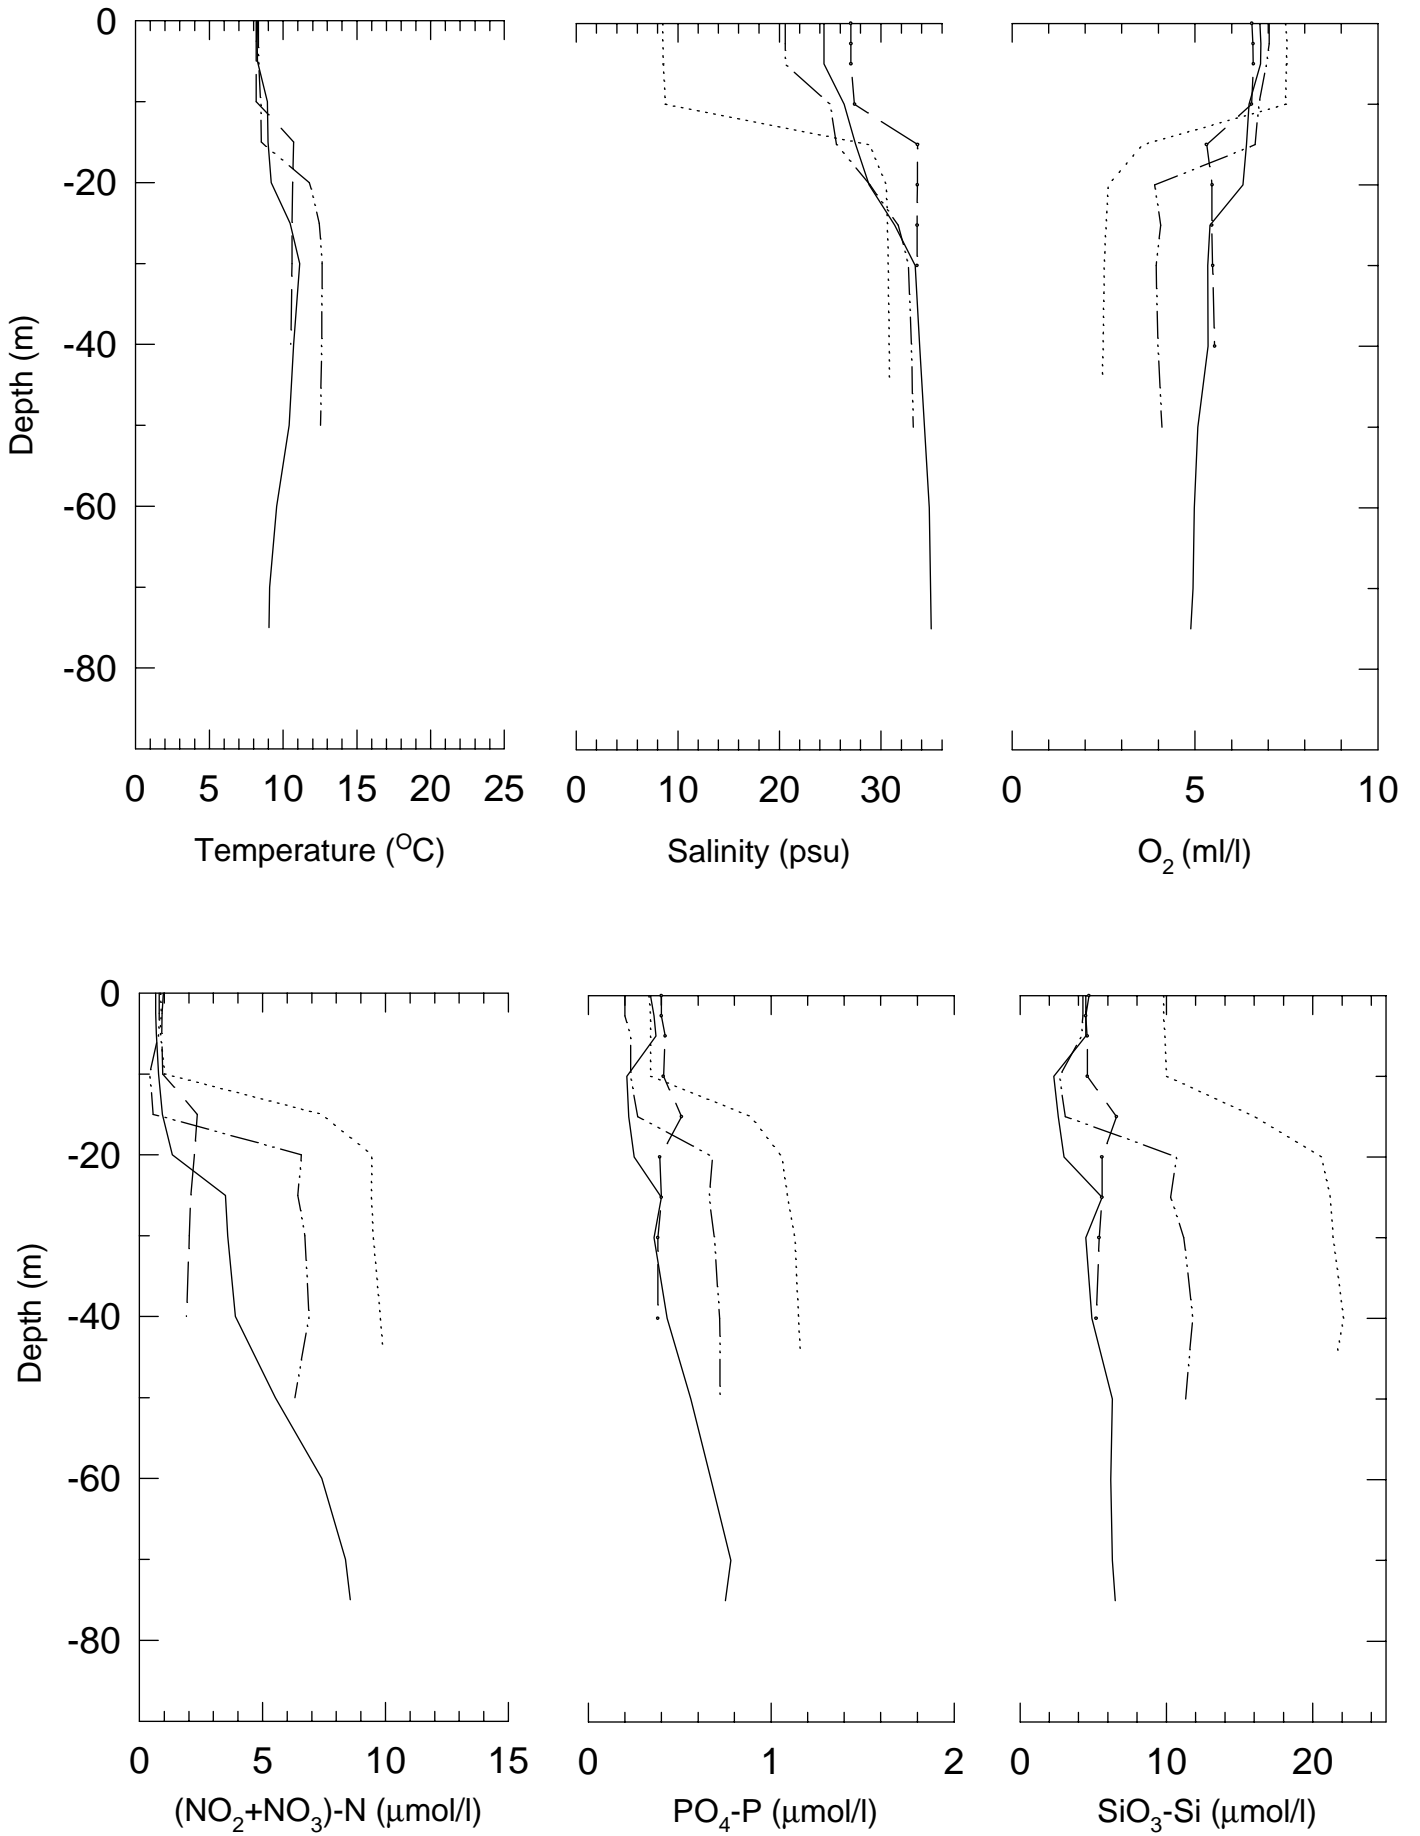 0
-20
-40
-60
-80
Depth (m)
0 5 10 15 20 25
0 10 20 30
0 5 10
Temperature (°C)
Salinity (psu)
O₂ (ml/l)
0
-20
-40
-60
-80
Depth (m)
0 5 10 15
0 1 2
0 10 20
(NO₂+NO₃)-N (μmol/l)
PO₄-P (μmol/l)
SiO₃-Si (μmol/l)